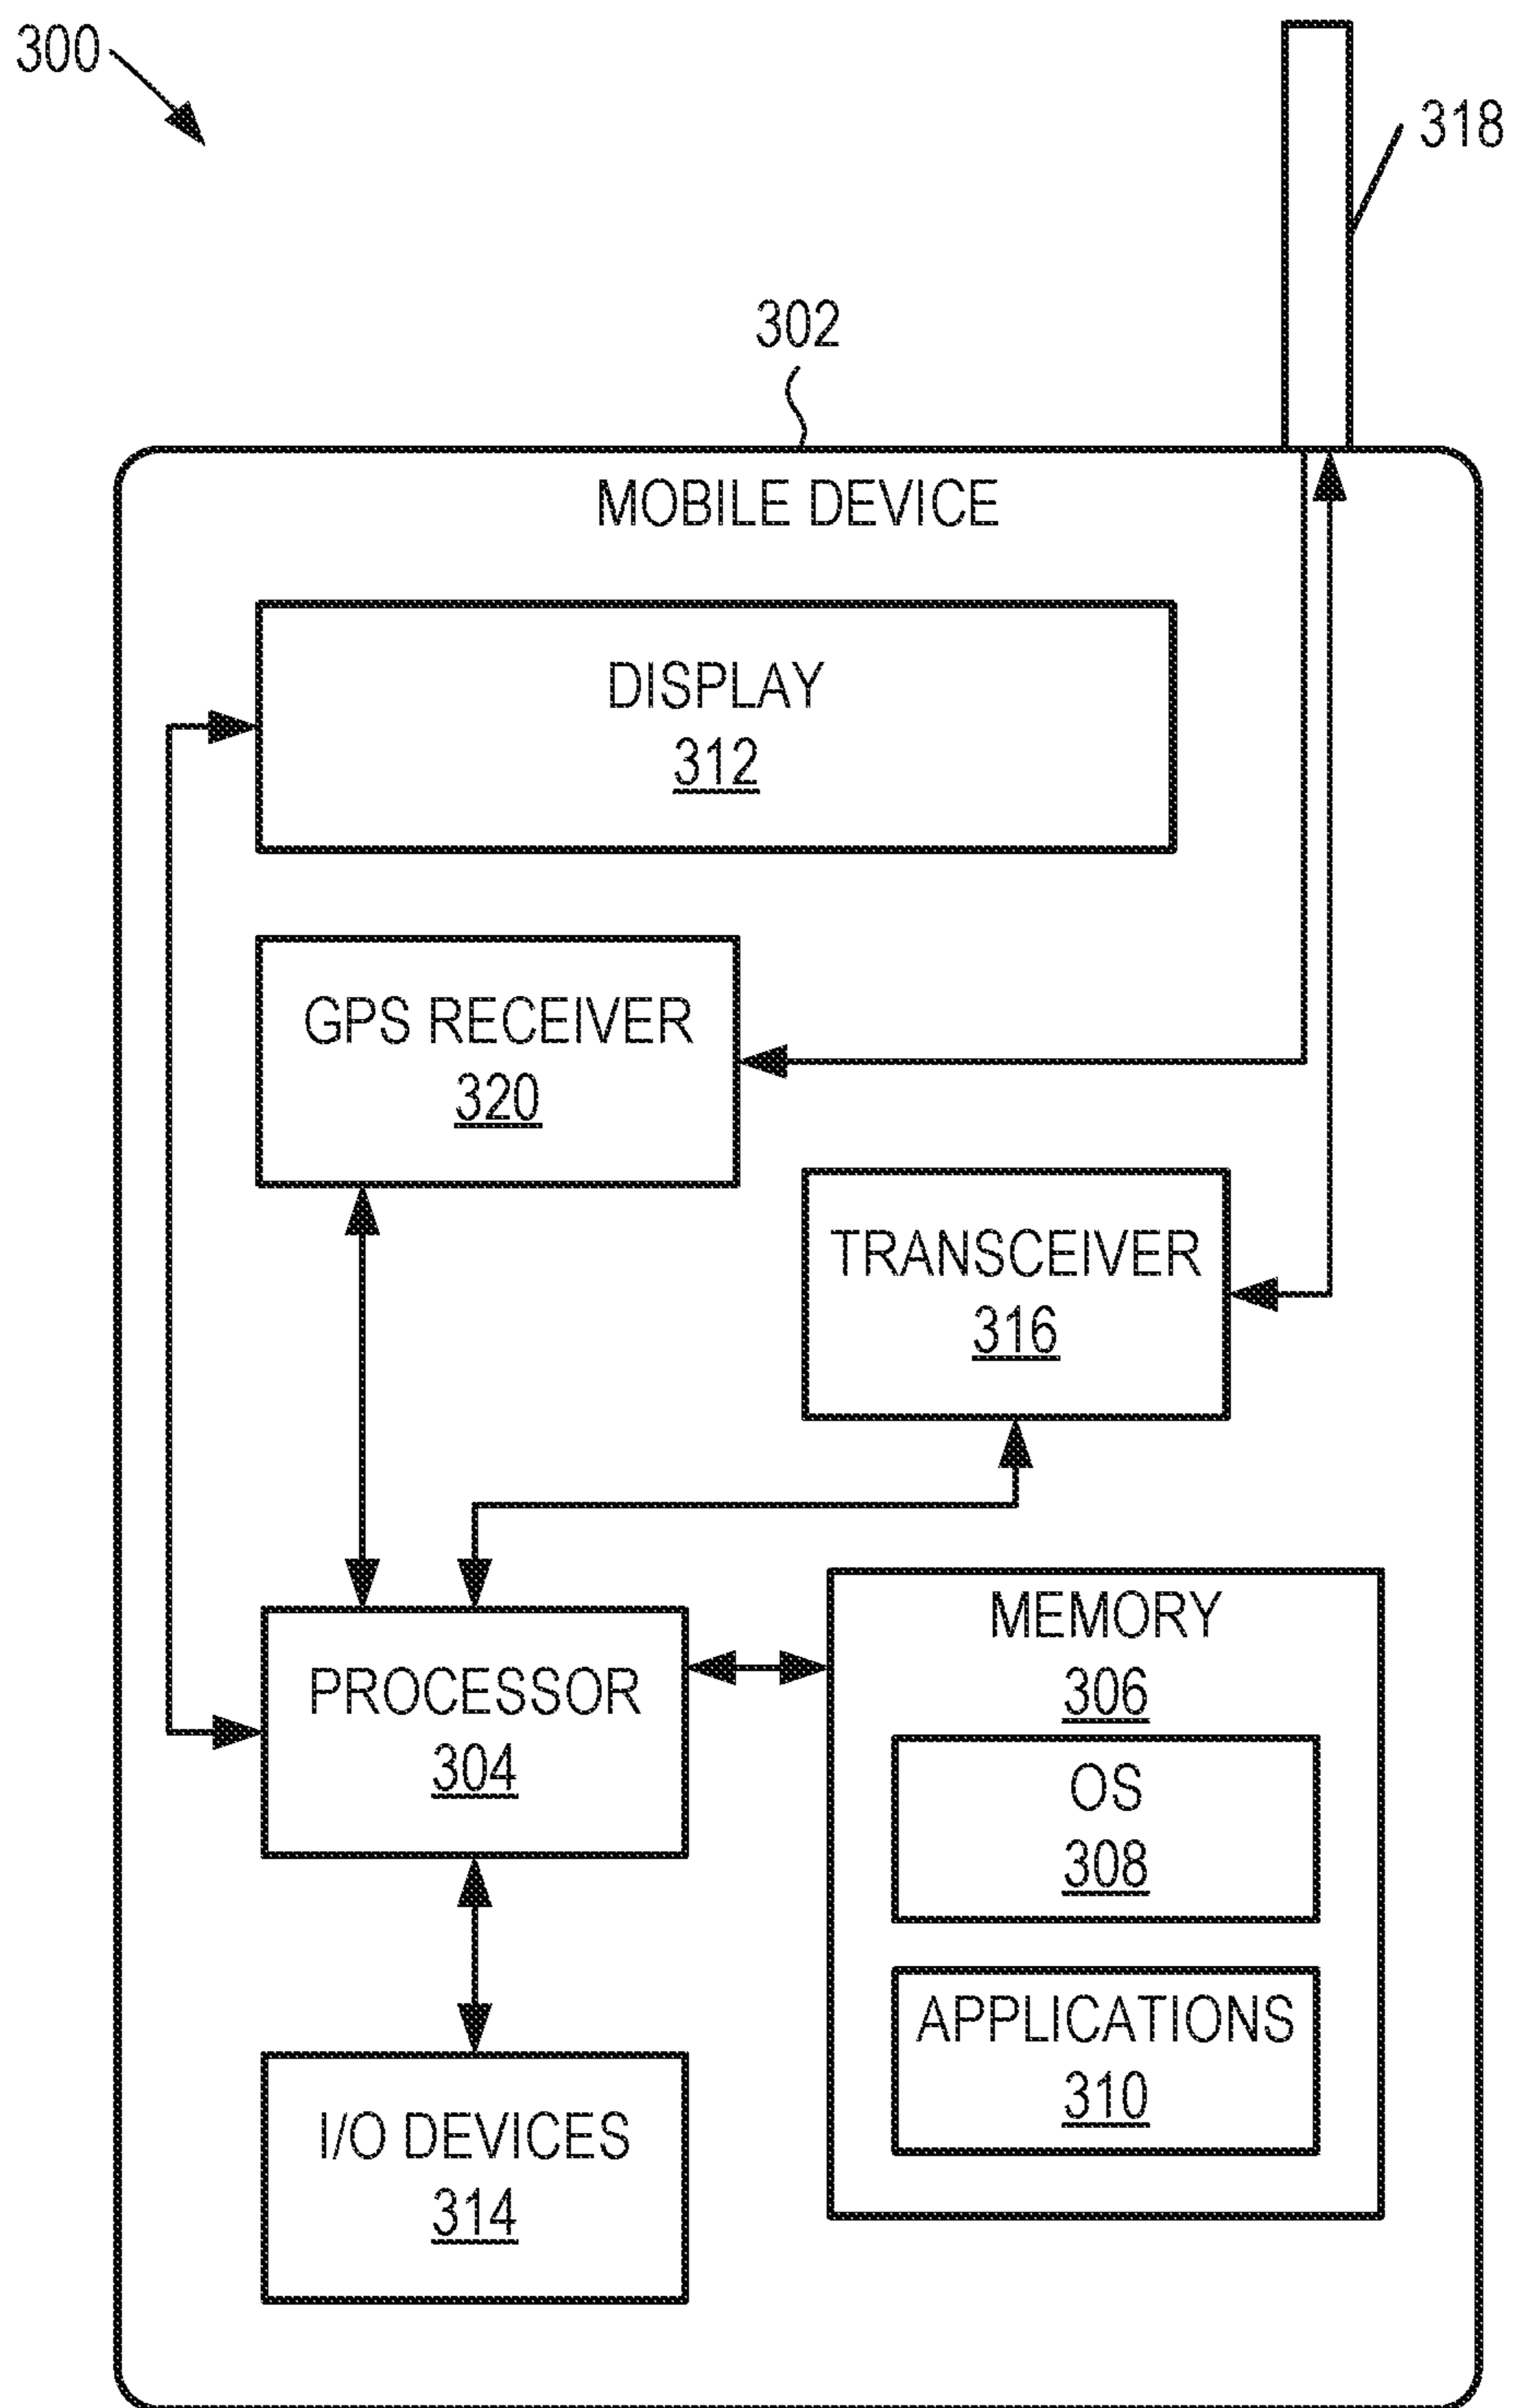 300
318
302
MOBILE DEVICE
DISPLAY
312
GPS RECEIVER
320
TRANSCEIVER
316
MEMORY
306
PROCESSOR
304
OS
308
APPLICATIONS
310
I/O DEVICES
314